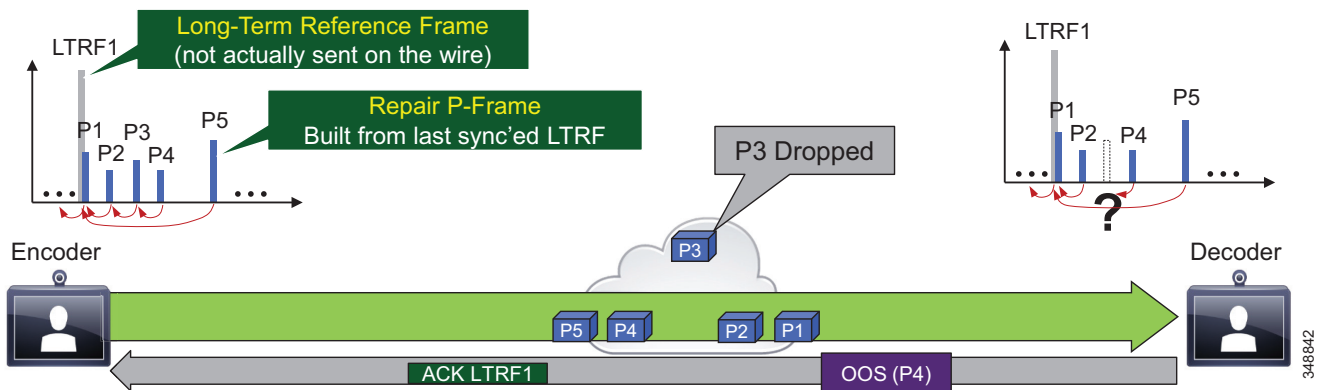 Long-Term Reference Frame
(not actually sent on the wire)
LTRF1
Repair P-Frame
Built from last sync'ed LTRF
P1
P2
P3
P4
P5
• • •
• • •
P3 Dropped
LTRF1
P1
P2
P4
P5
• • •
• • •
?
Encoder
Decoder
P3
P5
P4
P2
P1
ACK LTRF1
OOS (P4)
348842